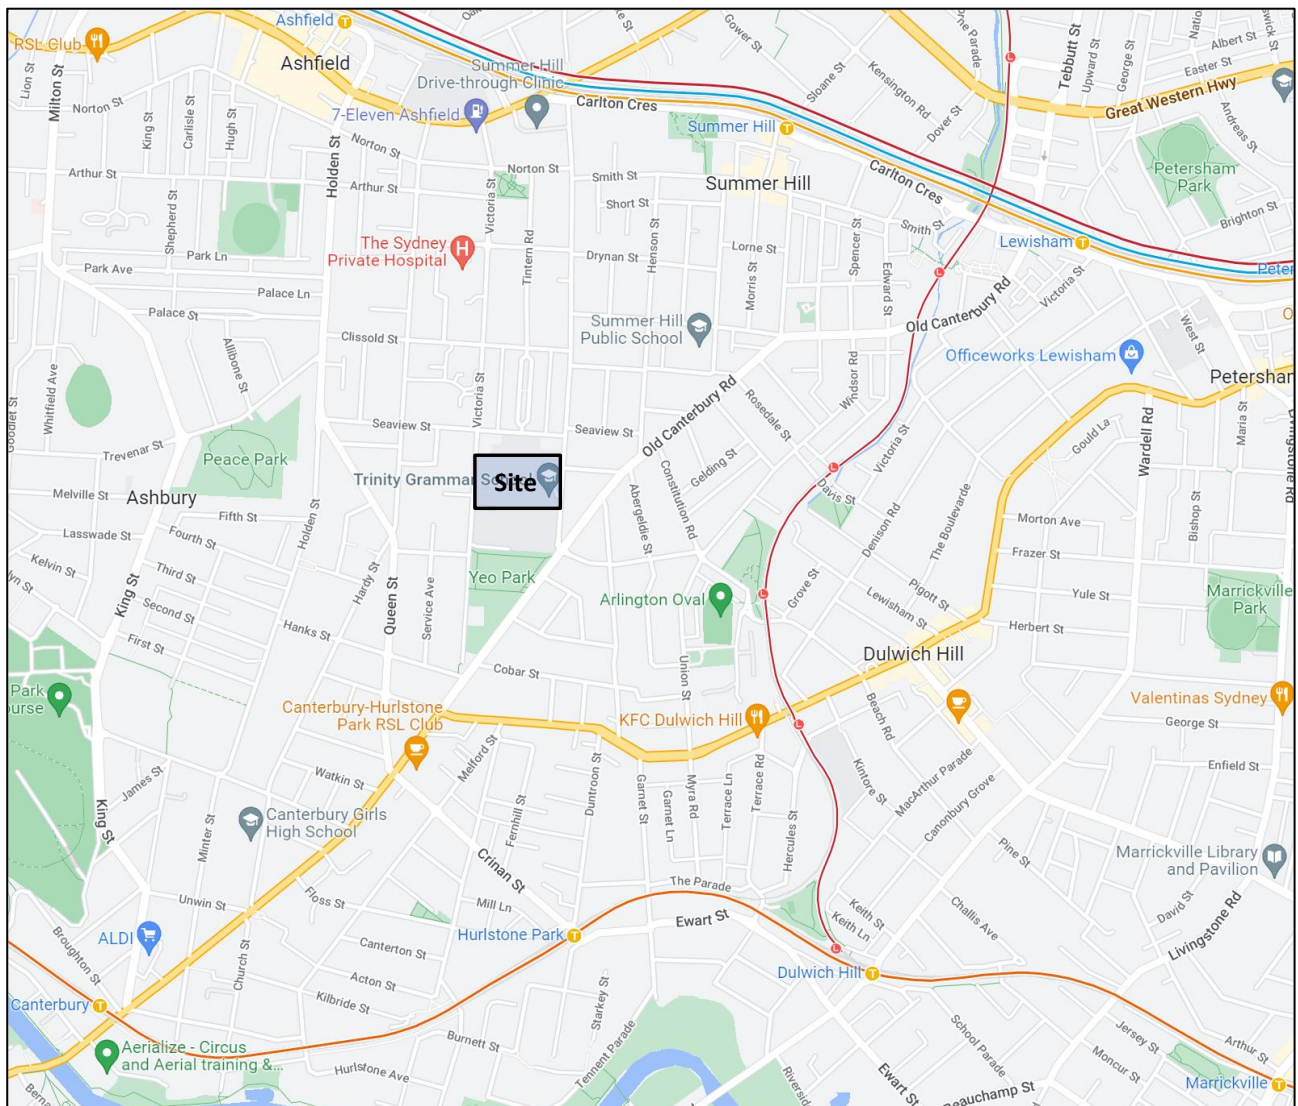 Ashfield
RSL Club
Ashfield
Lion St
Milton St
Norton St
King St
Carlisle St
Hugh St
Holden St
Summer Hill
Drive-through Clinic
7-Eleven Ashfield
Carlton Cres
Gower St
Sloane St
Kensington Rd
Dover St
The Parade
Tebbutt St
Upward St
George St
Albert St
Easter St
Great Western Hwy
Andreas St
Summer Hill
Summer Hill
Carlton Cres
Petersham
Park
Brighton St
Arthur St
Shepherd St
Norton St
Arthur St
Victoria St
Norton St
Tintern Rd
Smith St
Short St
Henson St
Lorne St
Morris St
Spencer St
Edward St
Smith St
Lewisham
Victoria St
West St
Park Ln
Park Ave
Palace Ln
Palace St
The Sydney
Private Hospital
Drynan St
Clissold St
Summer Hill
Public School
Old Canterbury Rd
Officeworks Lewisham
Petersham
Whitfield Ave
Allibone St
Victoria St
Old Canterbury Rd
Rosedale St
Windsor Rd
Victoria St
Gould La
Wardell Rd
Maria St
Livingstone Rd
Seaview St
Seaview St
Trevenar St
Peace Park
Gelding St
Constitution Rd
Abergeldie St
Davis St
Trinity Grammar
Site
Melville St
Ashbury
Fifth St
Fourth St
Holden St
Lasswade St
Kelvin St
Third St
Second St
First St
King St
Hardy St
Queen St
Service Ave
Hanks St
Yeo Park
Arlington Oval
Grove St
Denison Rd
The Boulevarde
Morton Ave
Bishop St
Frazer St
Pigott St
Lewisham St
Yule St
Herbert St
Marrickville
Park
Dulwich Hill
Cobar St
Union St
Park
Canterbury-Hurlstone
Park RSL Club
KFC Dulwich Hill
Beach Rd
Valentinas Sydney
George St
Enfield St
James St
Watkin St
Melford St
Duntroon St
Fernhill St
Garnet St
Garnet Ln
Myra Rd
Terrace Ln
Terrace Rd
Hercules St
Kintore St
MacArthur Parade
Canonbury Grove
Pine St
King St
Minter St
Canterbury Girls
High School
Crinan St
The Parade
Marrickville Library
and Pavilion
David St
Livingstone Rd
Unwin St
Floss St
Mill Ln
Ewart St
Keith St
Keith Ln
Challis Ave
ALDI
Broughton St
Church St
Canterton St
Hurlstone Park
Acton St
Kilbride St
Dulwich Hill
Canterbury
Burnett St
Starkey St
Tennent Parade
School Parade
Jersey St
Arthur St
Moncur St
Aerialize - Circus
and Aerial training &...
Hurlstone Ave
Riverside
Ewart St
Beauchamp St
Marrickville